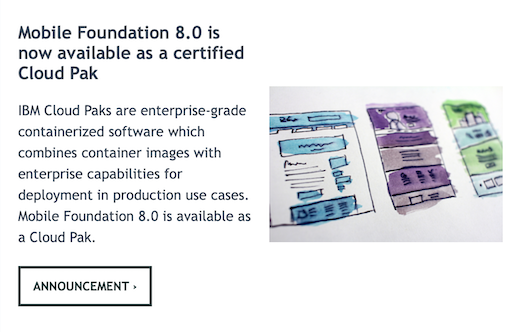 Mobile Foundation 8.0 is
now available as a certified
Cloud Pak
IBM Cloud Paks are enterprise-grade
containerized software which
combines container images with
enterprise capabilities for
deployment in production use cases.
Mobile Foundation 8.0 is available as
a Cloud Pak.
ANNOUNCEMENT ›